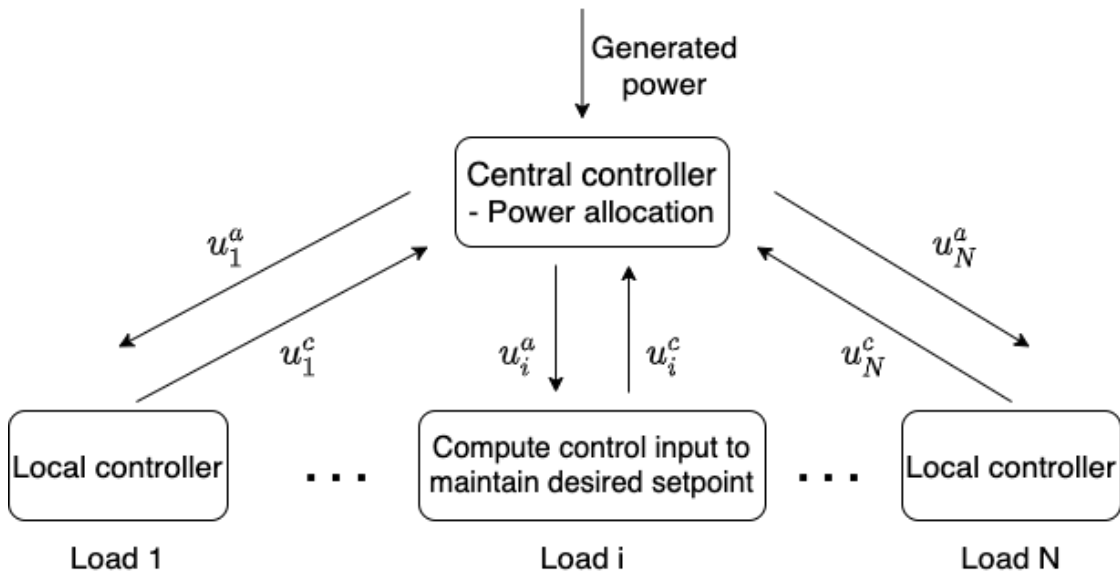 Generated
power
Central controller
- Power allocation
u_1^a
u_N^a
u_1^c
u_i^a
u_i^c
u_N^c
Local controller
. . .
Compute control input to
maintain desired setpoint
. . .
Local controller
Load 1
Load i
Load N